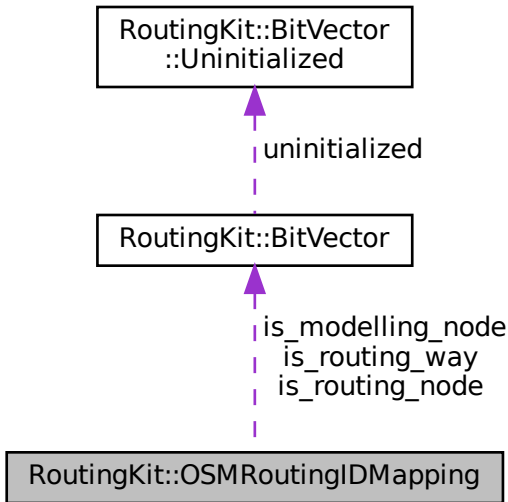 RoutingKit::BitVector
::Uninitialized
uninitialized
RoutingKit::BitVector
is_modelling_node
is_routing_way
is_routing_node
RoutingKit::OSMRoutingIDMapping